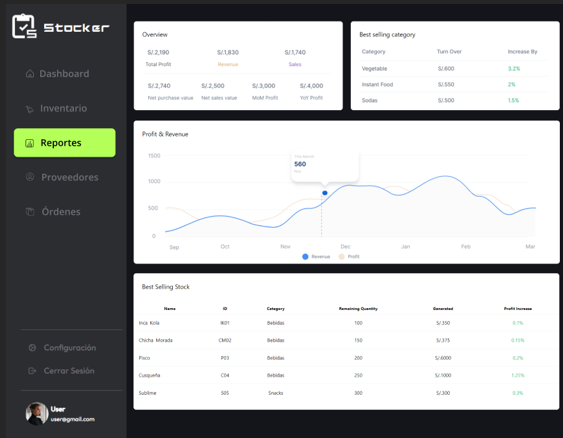 Stocker
Dashboard
Inventario
Reportes
Proveedores
Órdenes
Configuración
Cerrar Sesión
User
user@gmail.com
Overview
S/.2,190 S/.1,830 S/.1,740
Total Profit Revenue Sales
S/.2,740 S/.2,500 S/.3,000 S/.4,000
Net purchase value Net sales value MoM Profit YoY Profit
Best selling category
Category Turn Over Increase By
Vegetable S/.600 3.2%
Instant Food S/.550 2%
Sodas S/.500 1.5%
Profit & Revenue
1500
1000
500
0
This Month
560
Sep Oct Nov Dec Jan Feb Mar
Revenue Profit
Best Selling Stock
Name ID Category Remaining Quantity Generated Profit Increase
Inca Kola Bebidas 100 S/.350 0.1%
Chicha Morada CM02 Bebidas 150 S/.375 0.15%
Pisco P03 Bebidas 200 S/.6000 0.2%
Cusqueña C04 Bebidas 250 S/.1000 1.25%
Sublime S05 Snacks 300 S/.300 0.3%